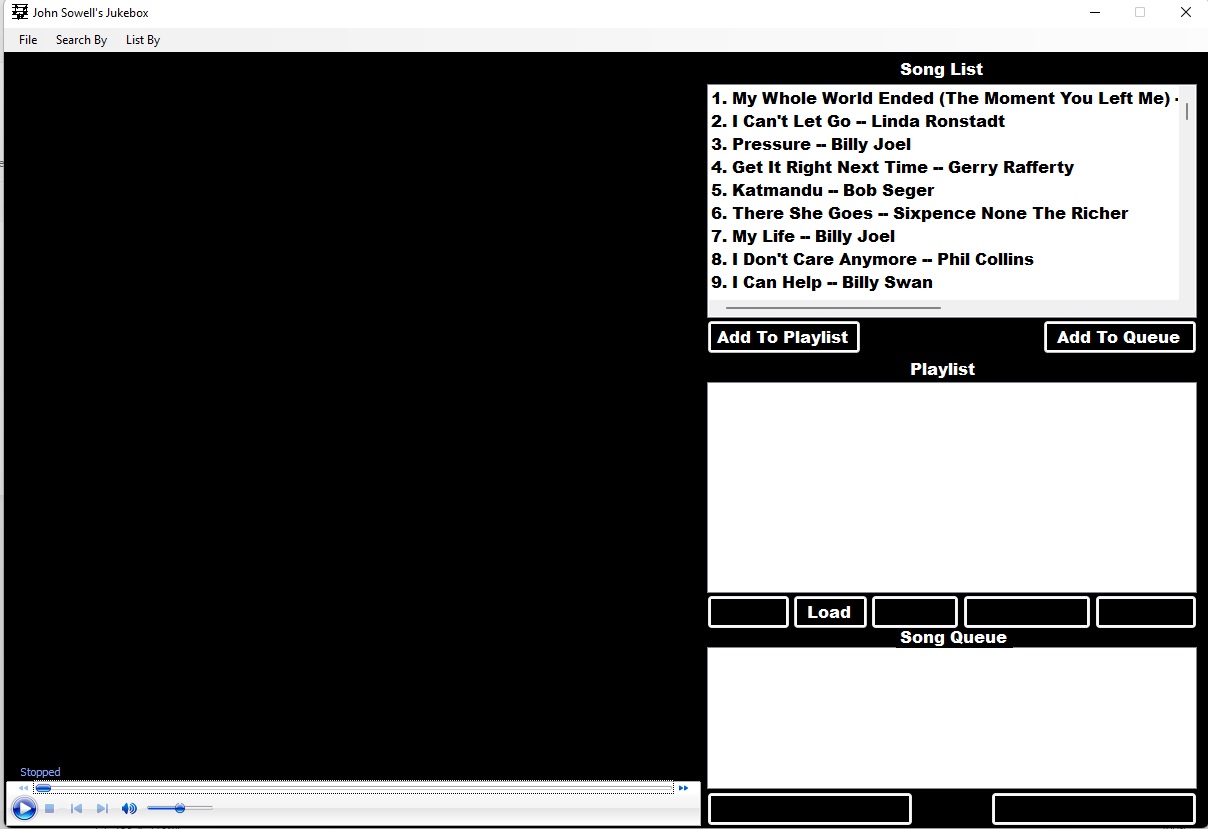 John Sowell's Jukebox
File Search By List By
Song List
1. My Whole World Ended (The Moment You Left Me) -
2. I Can't Let Go -- Linda Ronstadt
3. Pressure -- Billy Joel
4. Get It Right Next Time -- Gerry Rafferty
5. Katmandu -- Bob Seger
6. There She Goes -- Sixpence None The Richer
7. My Life -- Billy Joel
8. I Don't Care Anymore -- Phil Collins
9. I Can Help -- Billy Swan
Add To Playlist Add To Queue
Playlist
Load
Song Queue
Stopped